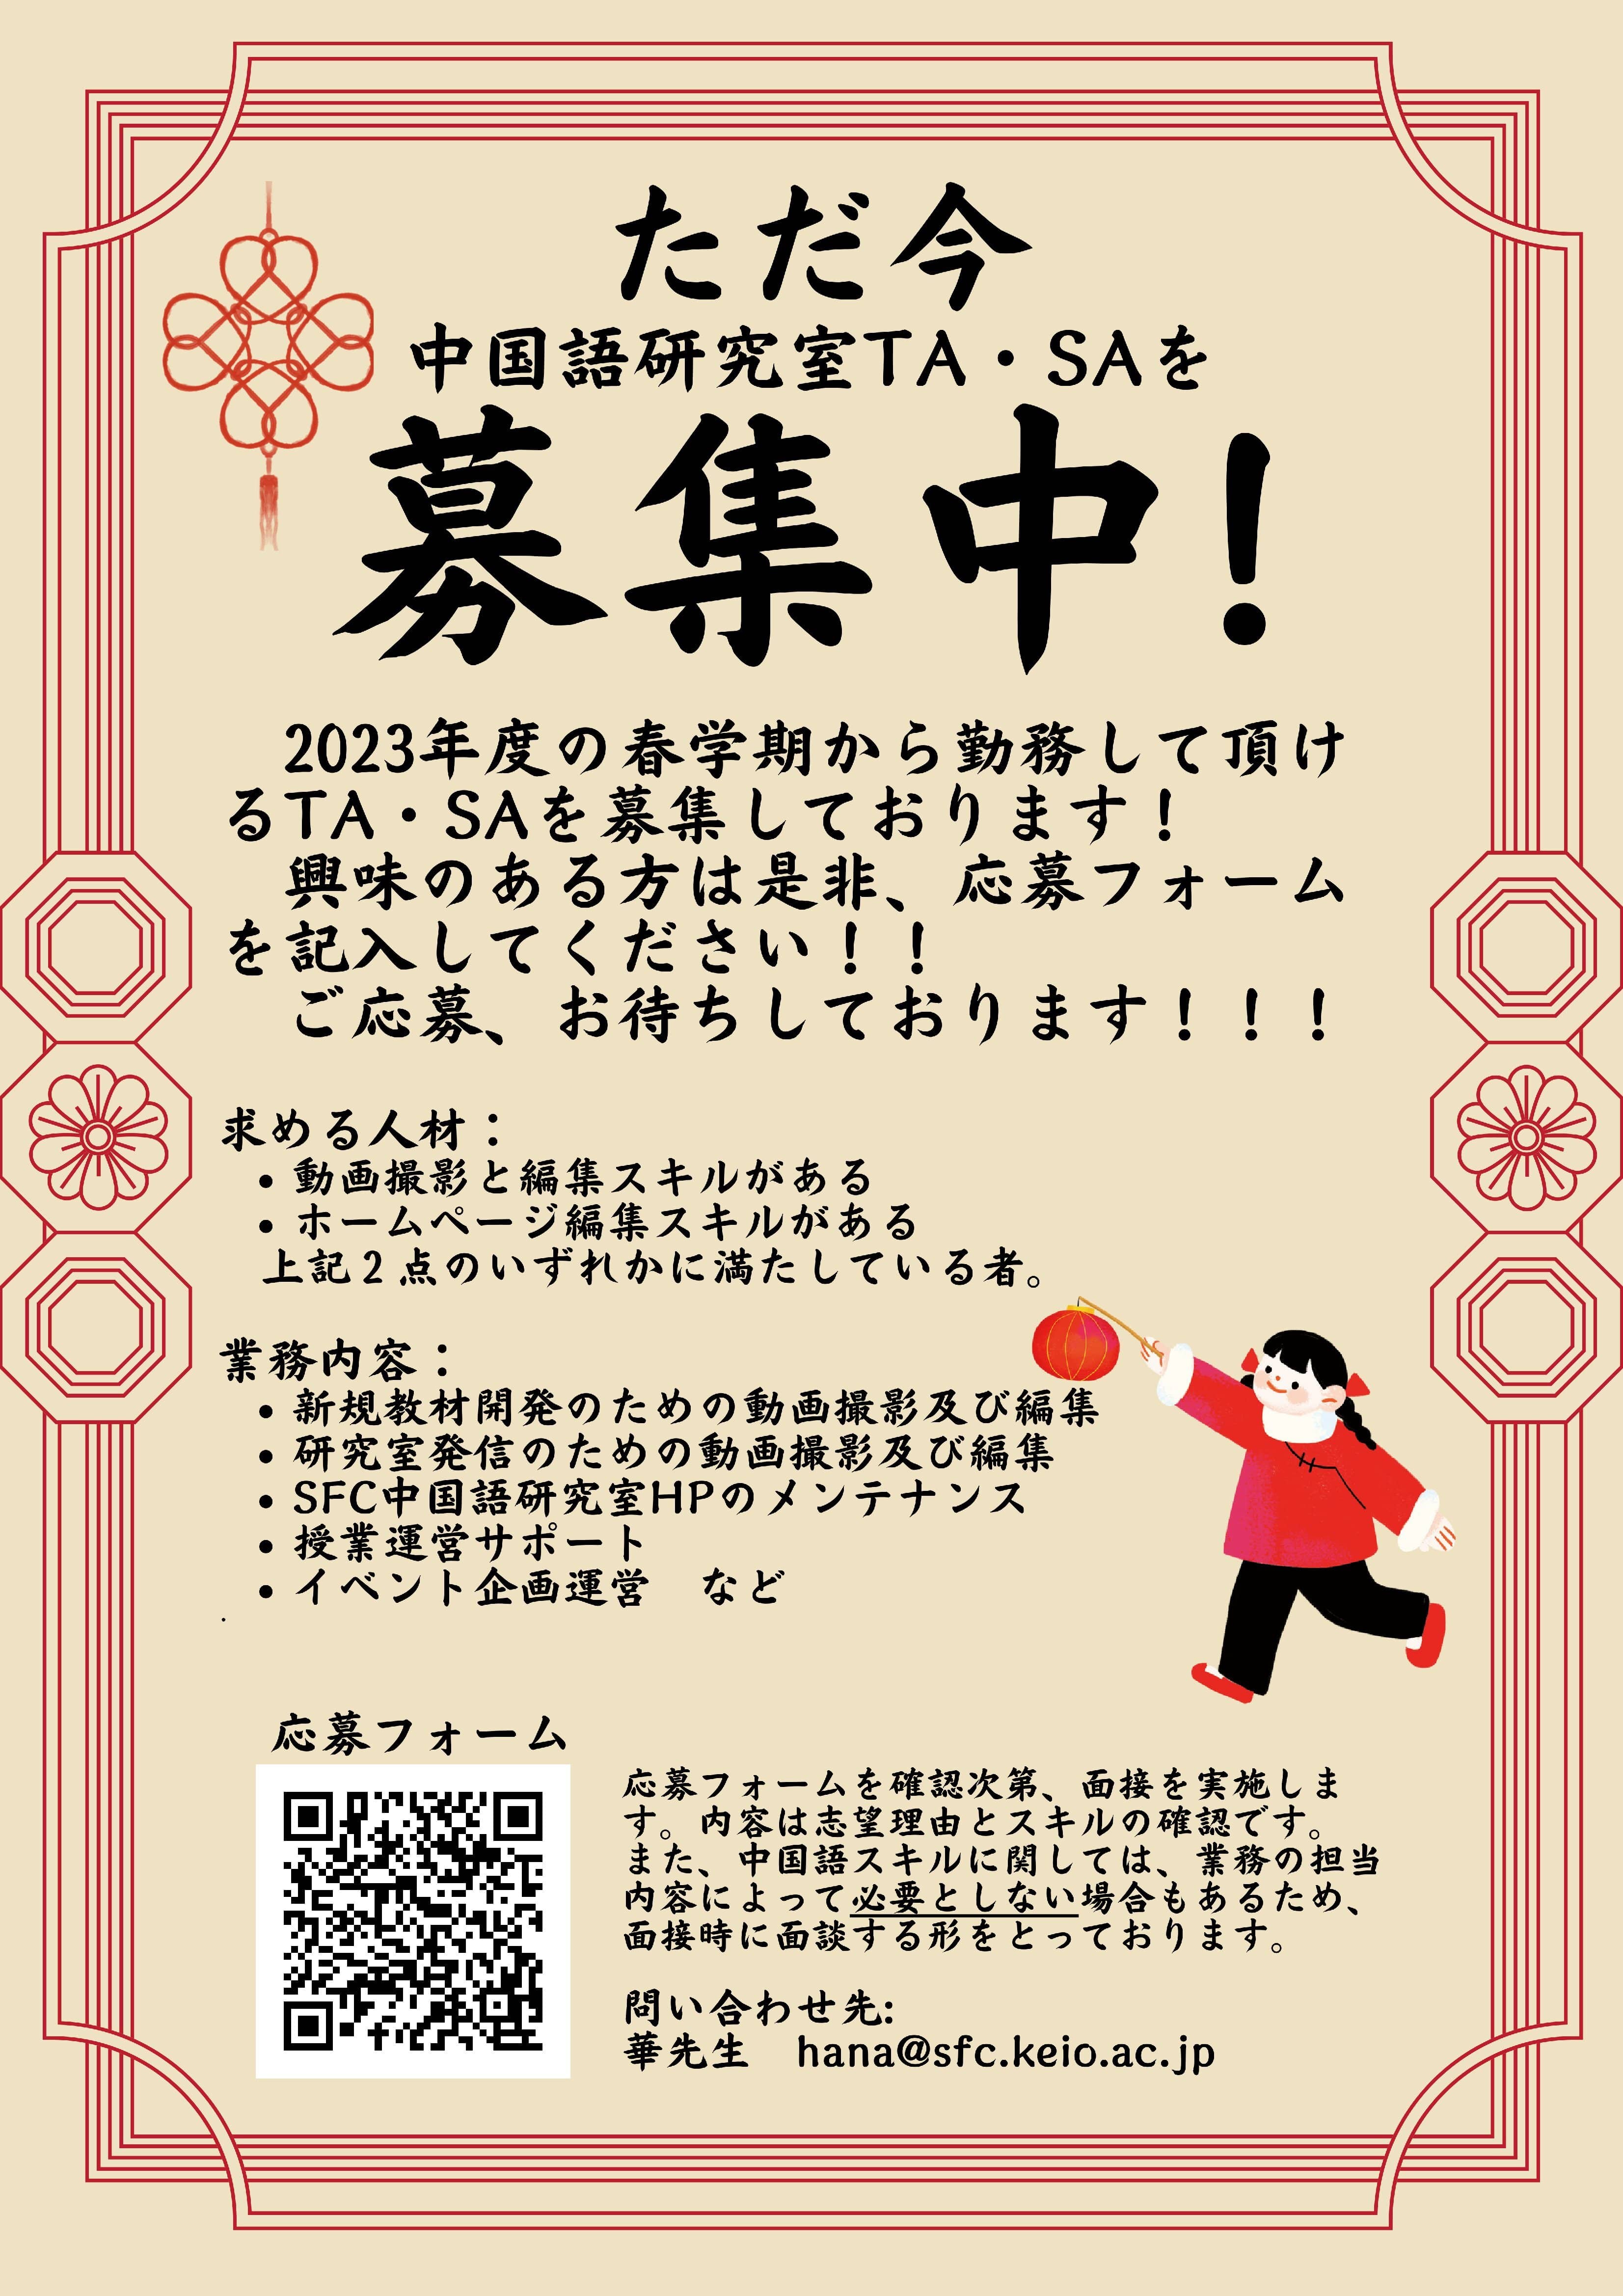 ただ今
中国語研究室TA・SAを
募集中！
2023年度の春学期から勤務して頂け
るTA・SAを募集しております！
興味のある方は是非、応募フォーム
を記入してください！！
ご応募、お待ちしております！！！
求める人材：
• 動画撮影と編集スキルがある
• ホームページ編集スキルがある
上記２点のいずれかに満たしている者。
業務内容：
• 新規教材開発のための動画撮影及び編集
• 研究室発信のための動画撮影及び編集
• SFC中国語研究室HPのメンテナンス
• 授業運営サポート
• イベント企画運営　など
.
応募フォーム
応募フォームを確認次第、面接を実施しま
す。内容は志望理由とスキルの確認です。
また、中国語スキルに関しては、業務の担当
内容によって必要としない場合もあるため、
面接時に面談する形をとっております。
問い合わせ先:
華先生　hana@sfc.keio.ac.jp